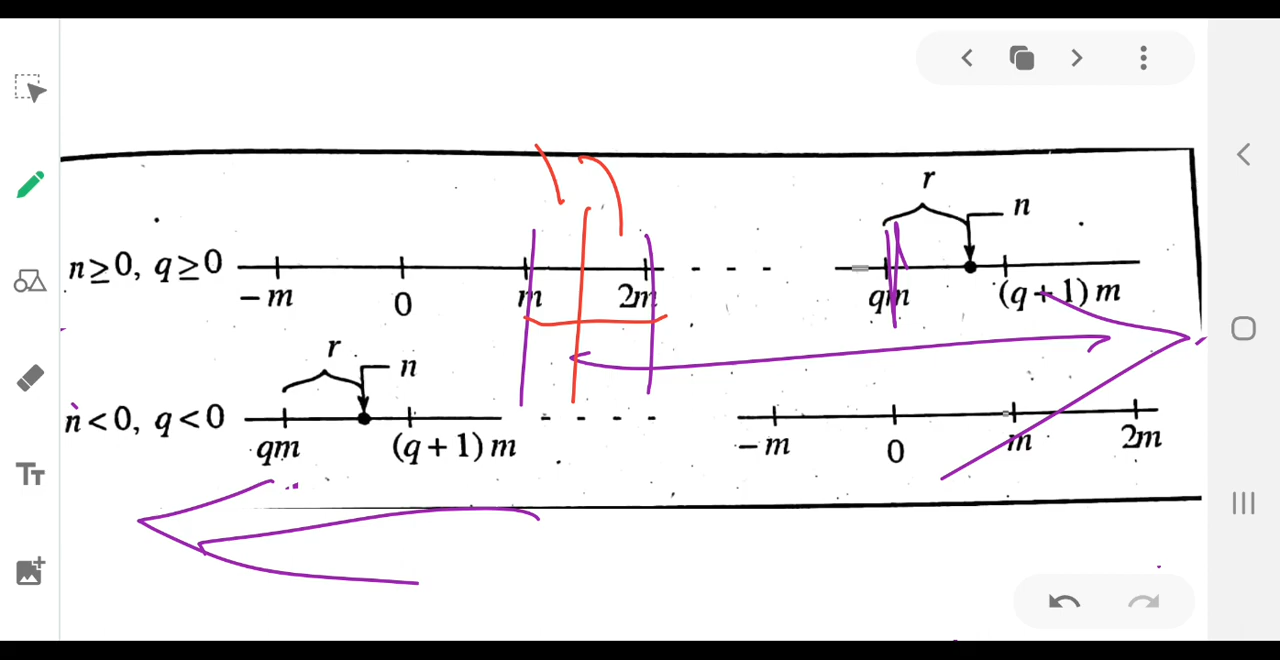 r
n
n≥0, q≥0
−m 0 m 2m qm (q+1)m
r
n
n<0, q<0
qm (q+1)m −m 0 m 2m